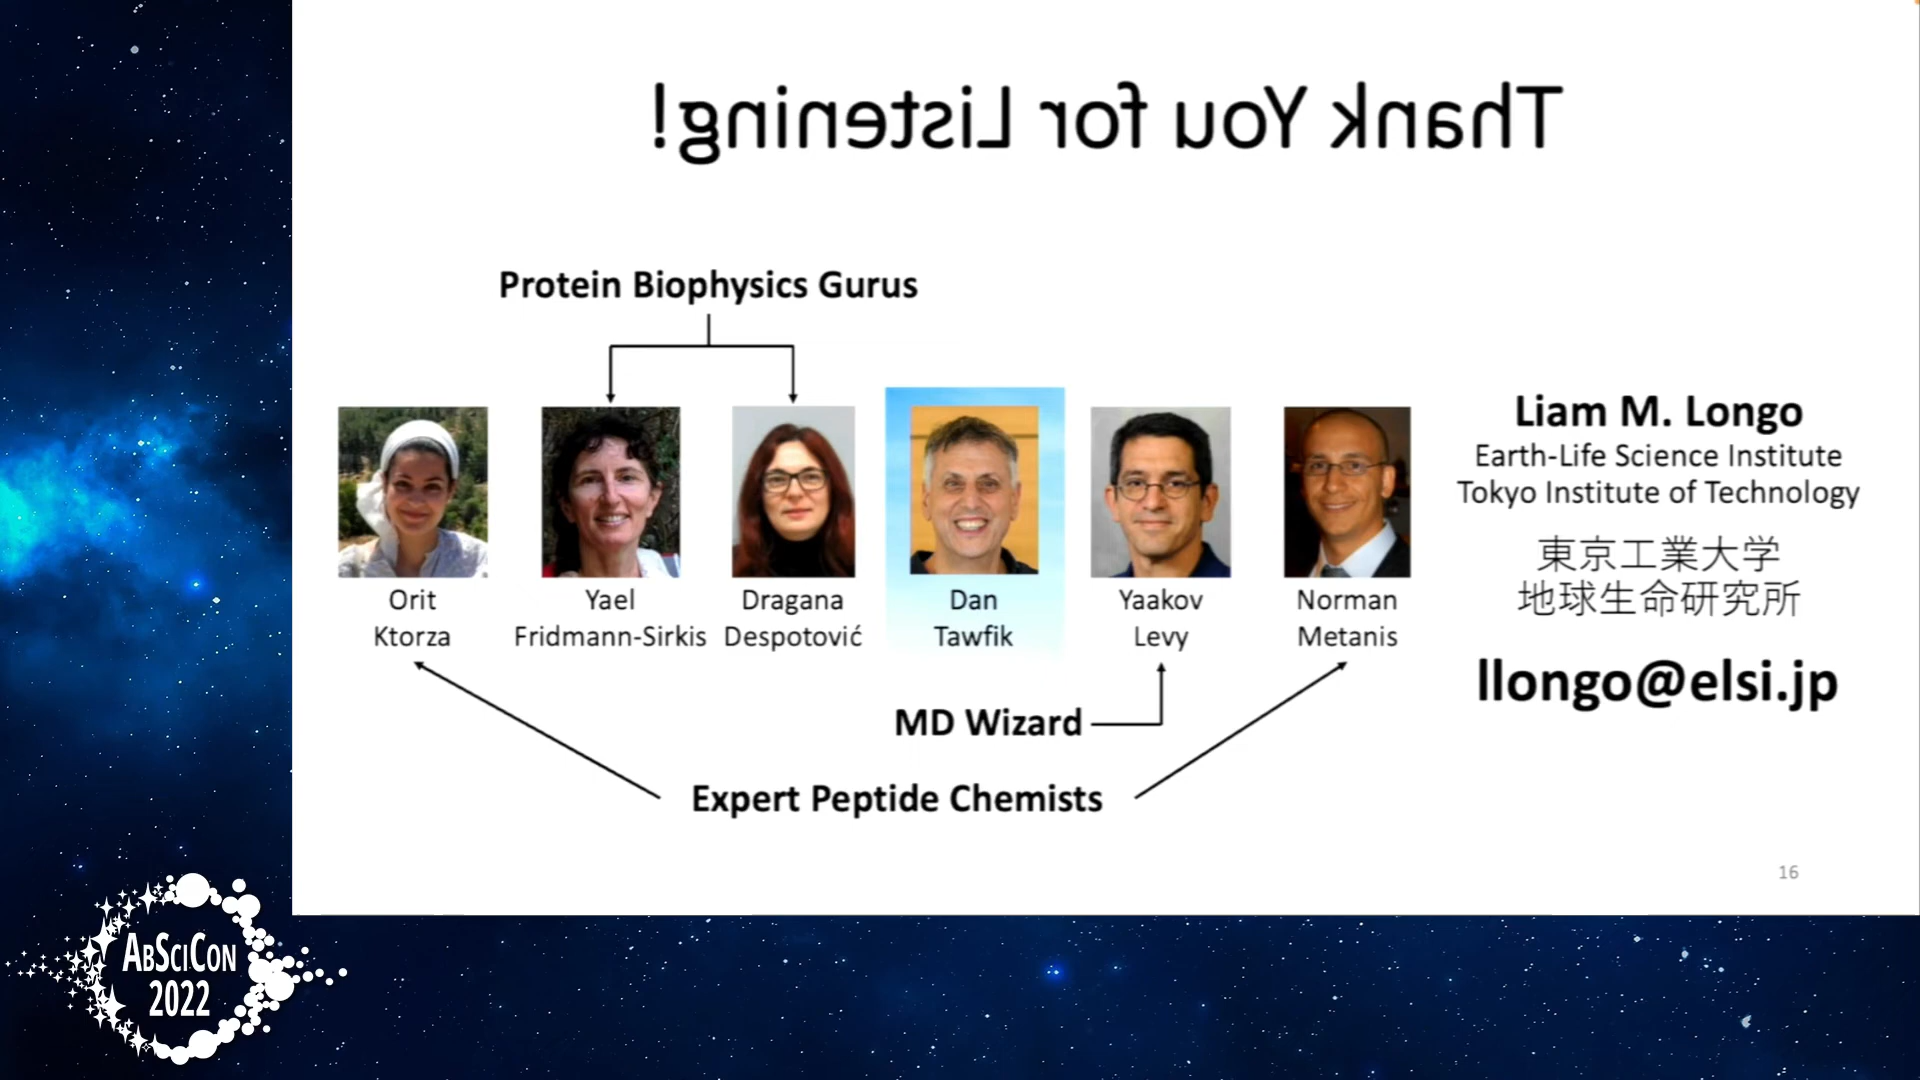 Thank You for Listening!
Protein Biophysics Gurus
Orit
Ktorza
Yael
Fridmann-Sirkis
Dragana
Despotović
Dan
Tawfik
Yaakov
Levy
Norman
Metanis
MD Wizard
Expert Peptide Chemists
Liam M. Longo
Earth-Life Science Institute
Tokyo Institute of Technology
東京工業大学
地球生命研究所
llongo@elsi.jp
16
ABSCICON
2022